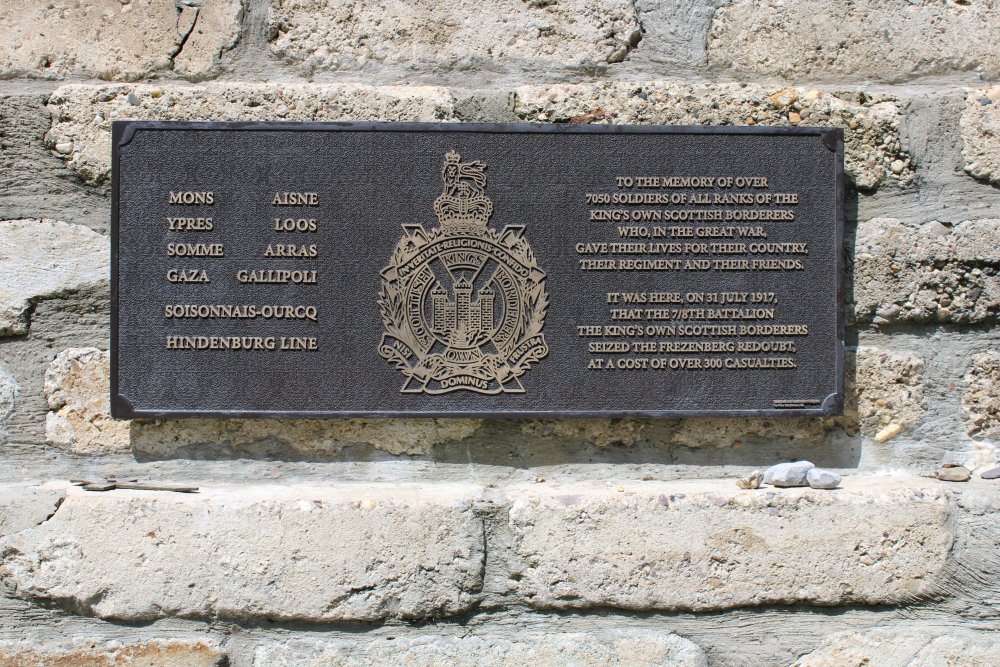 MONS AISNE
YPRES LOOS
SOMME ARRAS
GAZA GALLIPOLI
SOISONNAIS-OURCQ
HINDENBURG LINE
IN VERITATE RELIGIONIS CONFIDO
KING'S
OWN
SCOTTISH BORDERERS
NISI DOMINUS FRUSTRA
TO THE MEMORY OF OVER
7050 SOLDIERS OF ALL RANKS OF THE
KING'S OWN SCOTTISH BORDERERS
WHO, IN THE GREAT WAR,
GAVE THEIR LIVES FOR THEIR COUNTRY,
THEIR REGIMENT AND THEIR FRIENDS.
IT WAS HERE, ON 31 JULY 1917,
THAT THE 7/8TH BATTALION
THE KING'S OWN SCOTTISH BORDERERS
SEIZED THE FREZENBERG REDOUBT,
AT A COST OF OVER 300 CASUALTIES.